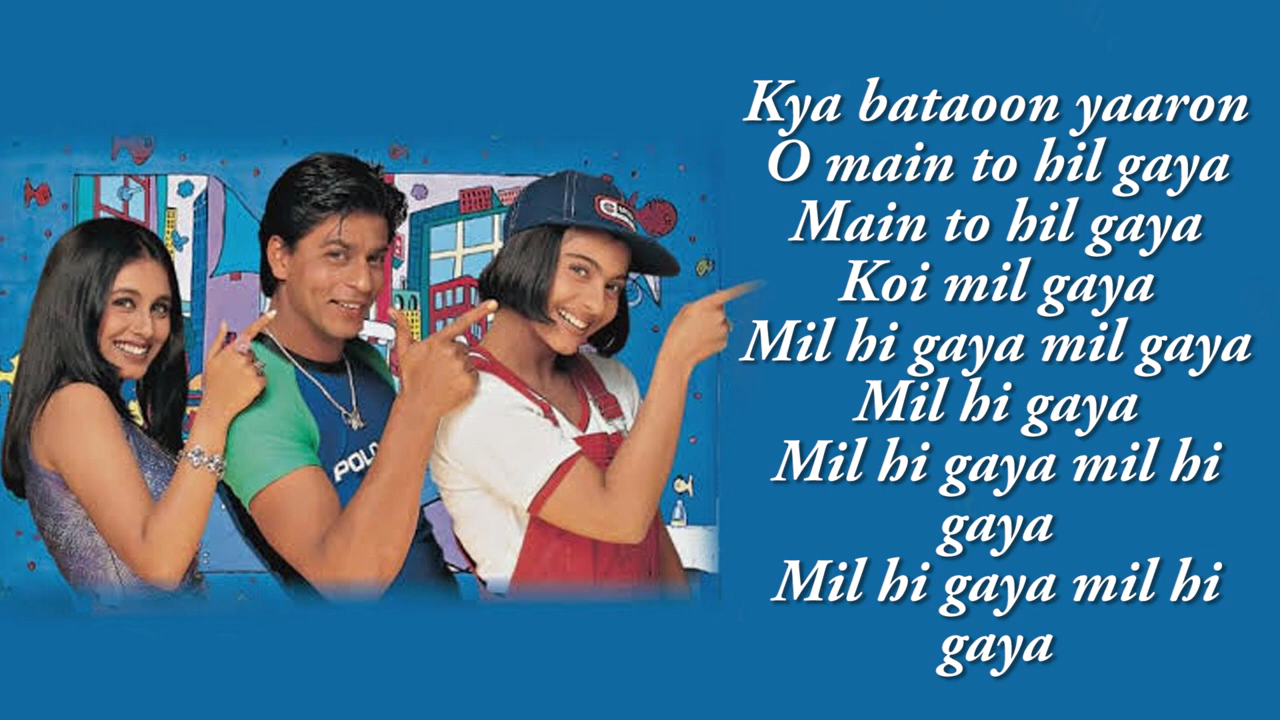 Kya bataoon yaaron
O main to hil gaya
Main to hil gaya
Koi mil gaya
Mil hi gaya mil gaya
Mil hi gaya
Mil hi gaya mil hi
gaya
Mil hi gaya mil hi
gaya
POLO